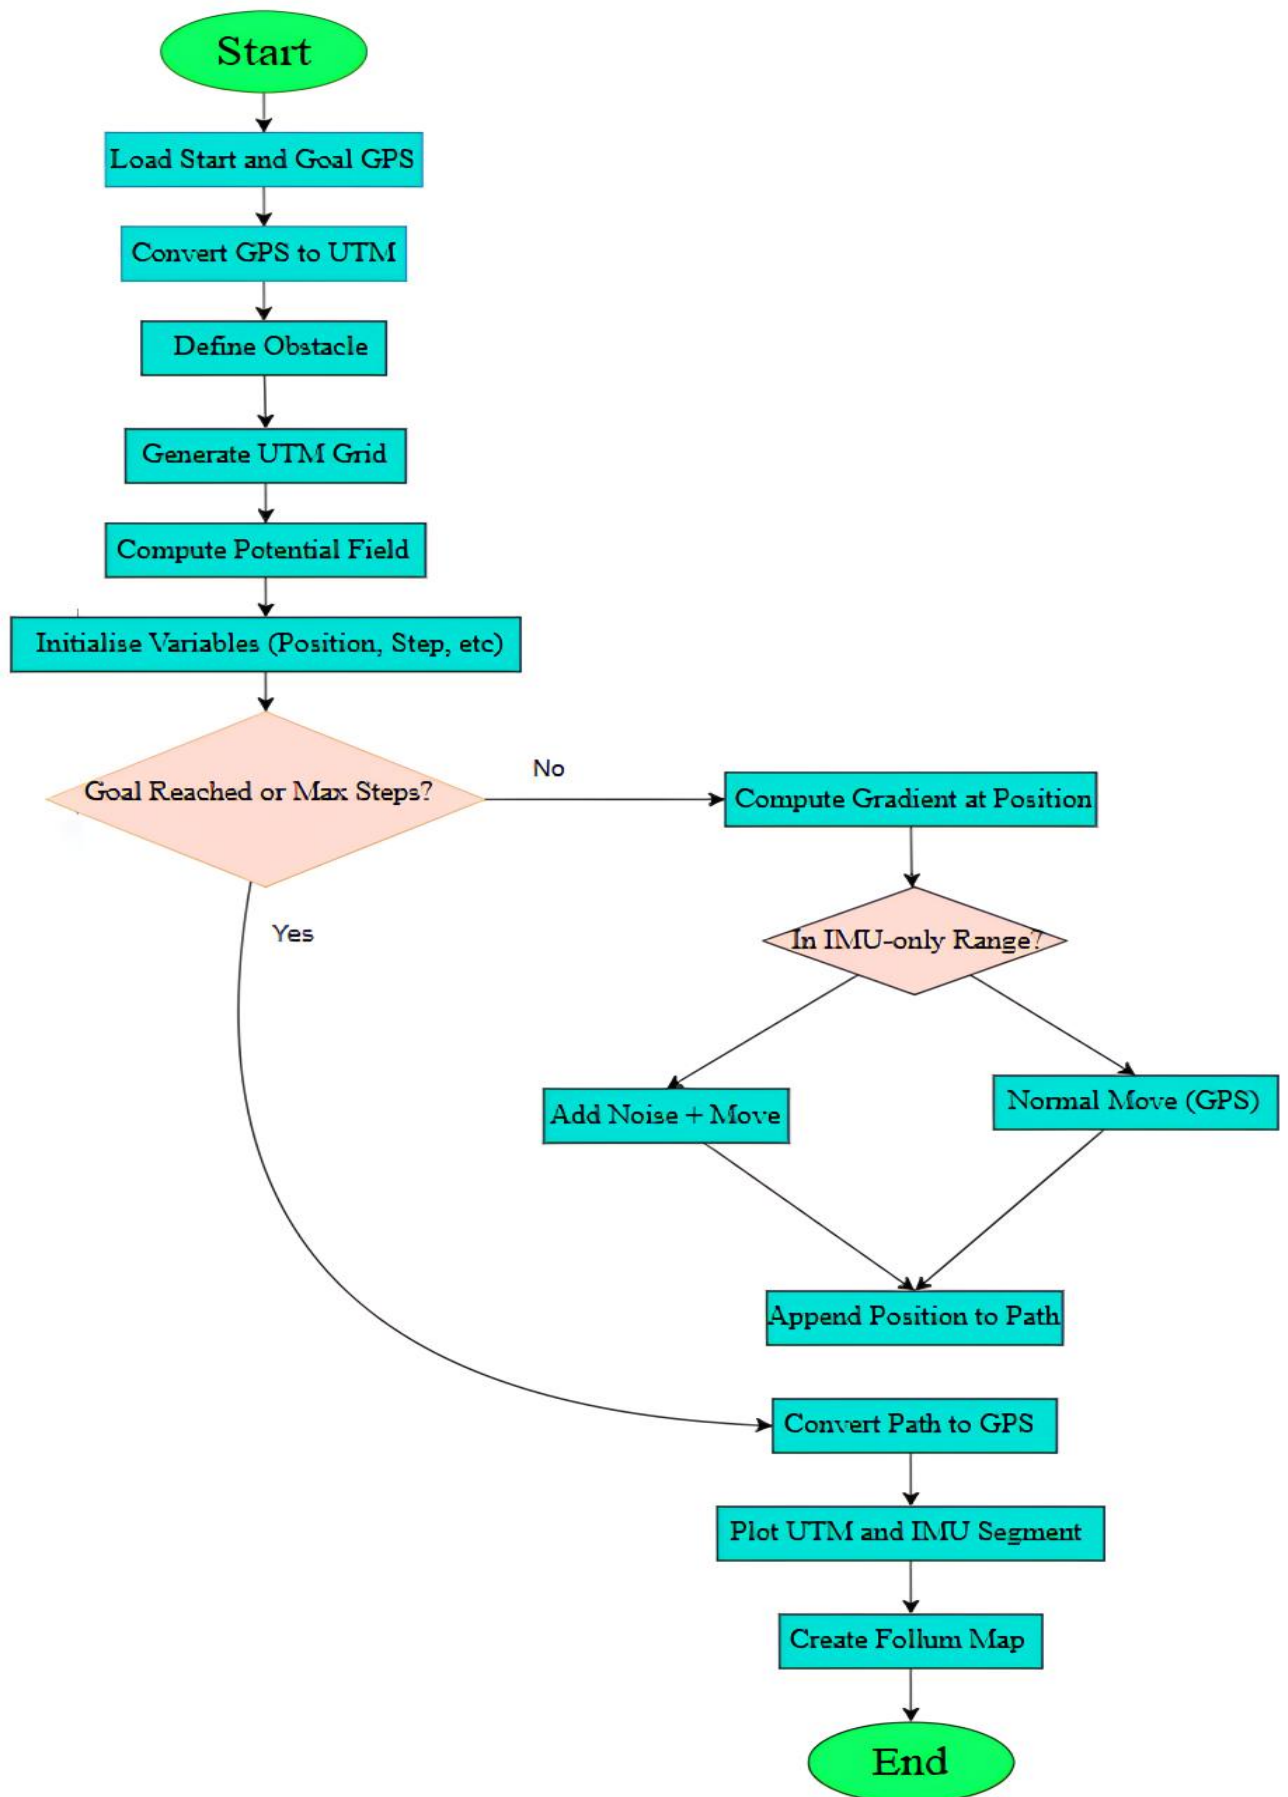 Start
Load Start and Goal GPS
Convert GPS to UTM
Define Obstacle
Generate UTM Grid
Compute Potential Field
Initialise Variables (Position, Step, etc)
Goal Reached or Max Steps?
No
Compute Gradient at Position
Yes
In IMU-only Range?
Add Noise + Move
Normal Move (GPS)
Append Position to Path
Convert Path to GPS
Plot UTM and IMU Segment
Create Follum Map
End